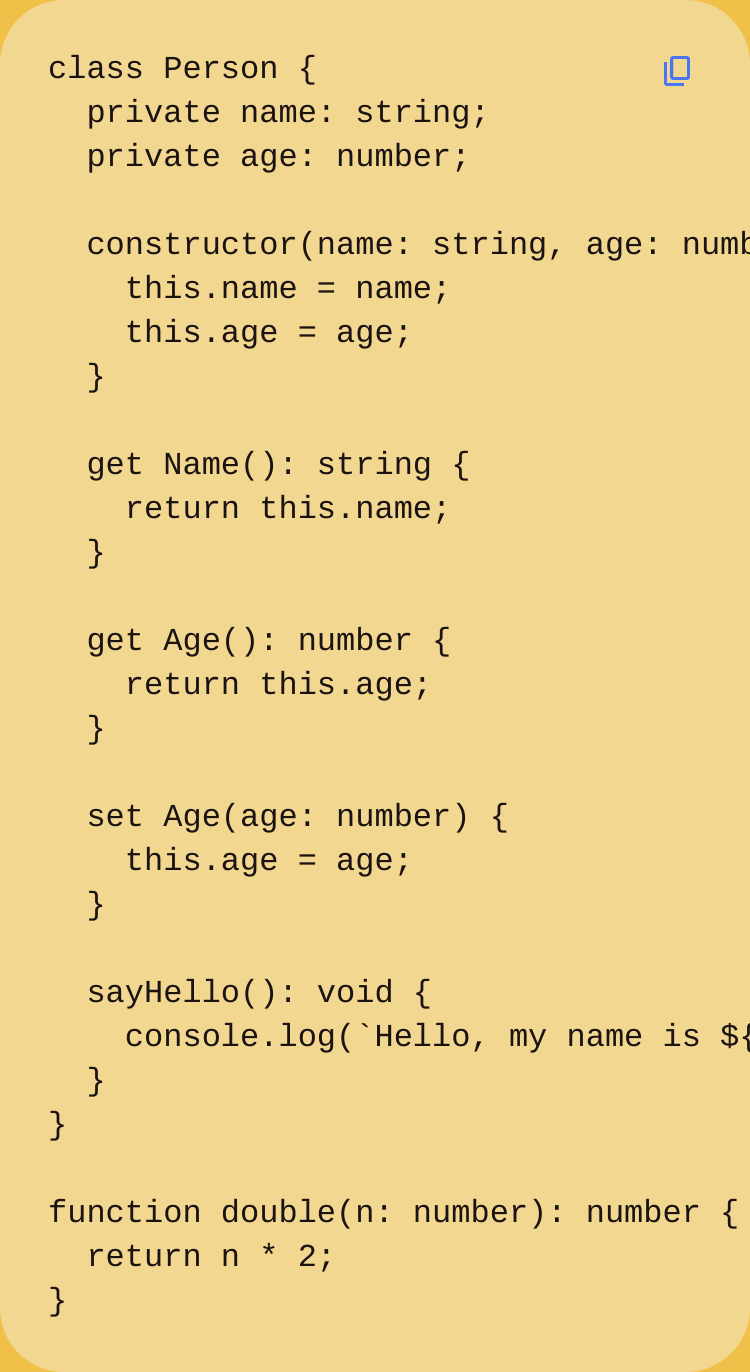 class Person {
  private name: string;
  private age: number;

  constructor(name: string, age: numb
    this.name = name;
    this.age = age;
  }

  get Name(): string {
    return this.name;
  }

  get Age(): number {
    return this.age;
  }

  set Age(age: number) {
    this.age = age;
  }

  sayHello(): void {
    console.log(`Hello, my name is ${
  }
}

function double(n: number): number {
  return n * 2;
}